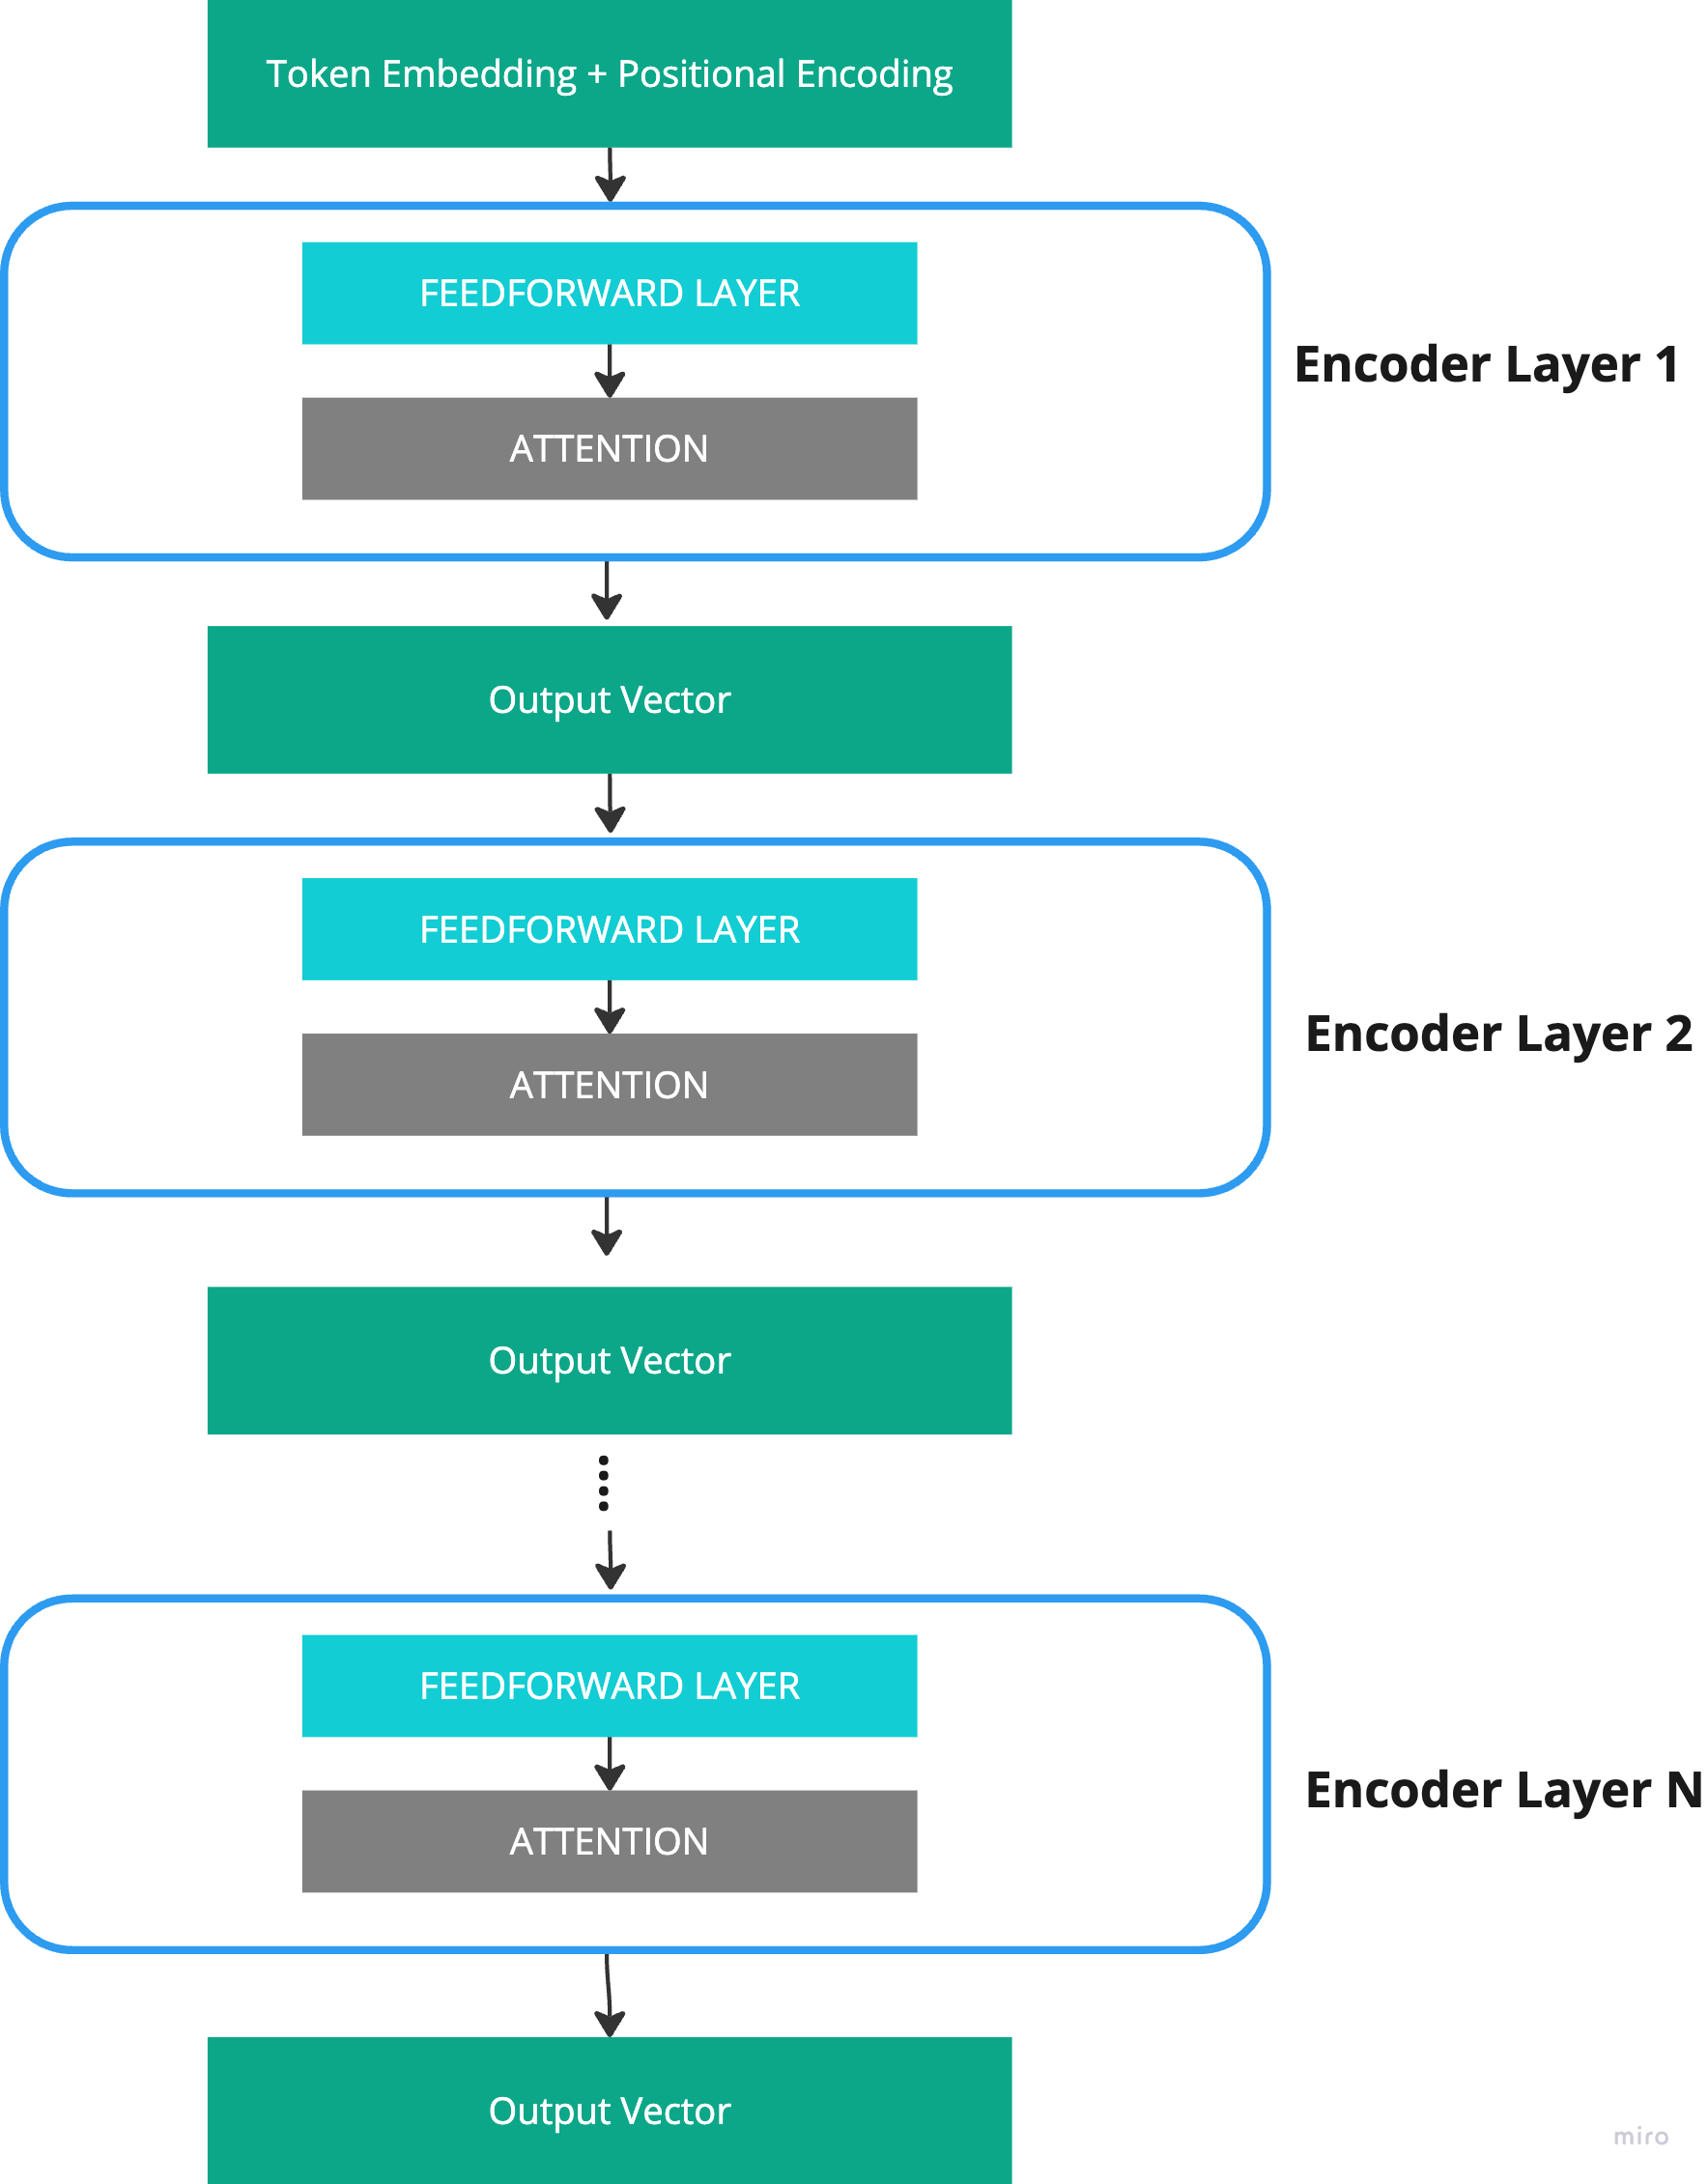 Token Embedding + Positional Encoding
FEEDFORWARD LAYER
ATTENTION
Encoder Layer 1
Output Vector
FEEDFORWARD LAYER
ATTENTION
Encoder Layer 2
Output Vector
FEEDFORWARD LAYER
ATTENTION
Encoder Layer N
Output Vector
miro